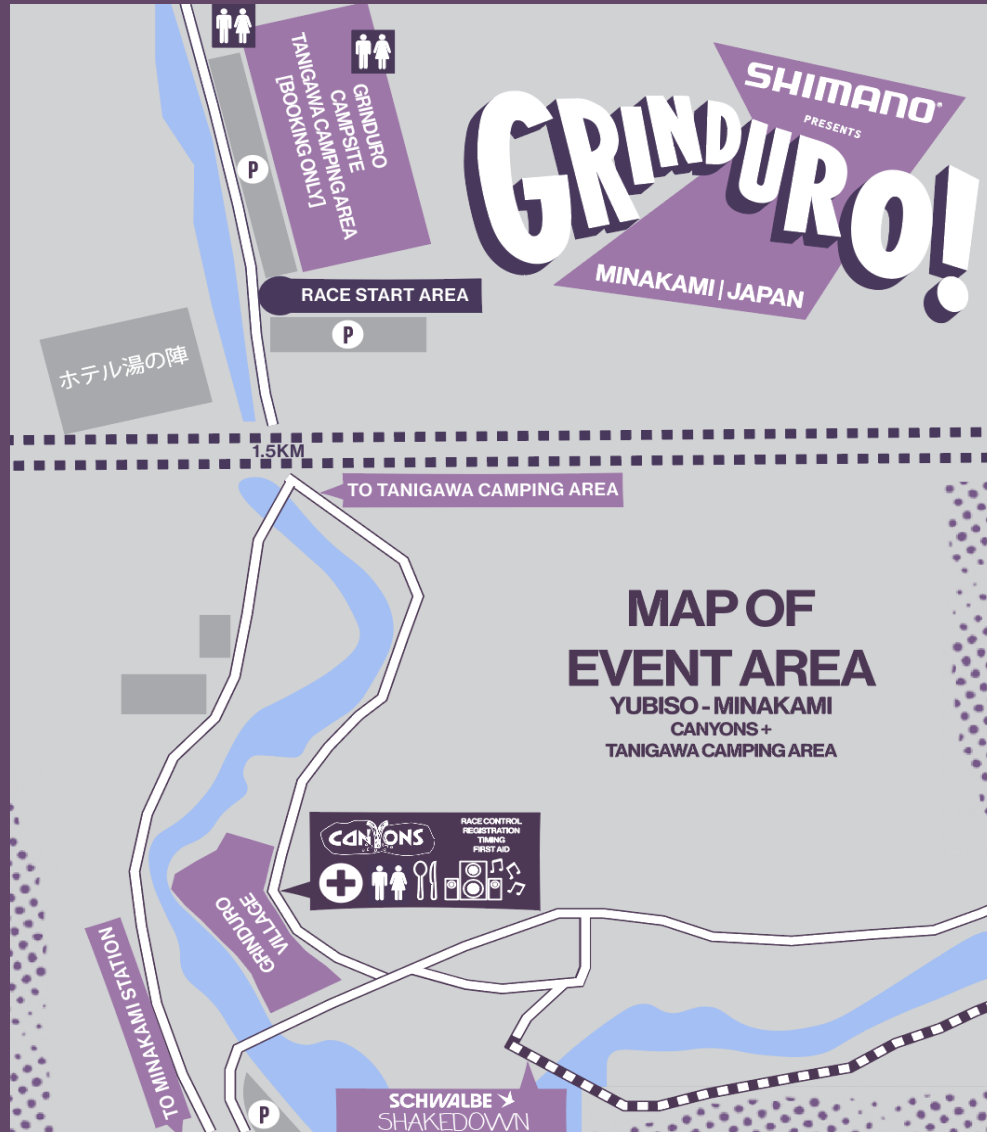 SHIMANO
PRESENTS
GRINDURO!
MINAKAMI | JAPAN
GRINDURO
CAMPSITE
TANIGAWA CAMPING AREA
[BOOKING ONLY]
P
RACE START AREA
P
ホテル湯の陣
1.5KM
TO TANIGAWA CAMPING AREA
MAP OF
EVENT AREA
YUBISO - MINAKAMI
CANYONS +
TANIGAWA CAMPING AREA
CANYONS
RACE CONTROL
REGISTRATION
TIMING
FIRST AID
GRINDURO
VILLAGE
TO MINAKAMI STATION
P
SCHWALBE
SHAKEDOWN